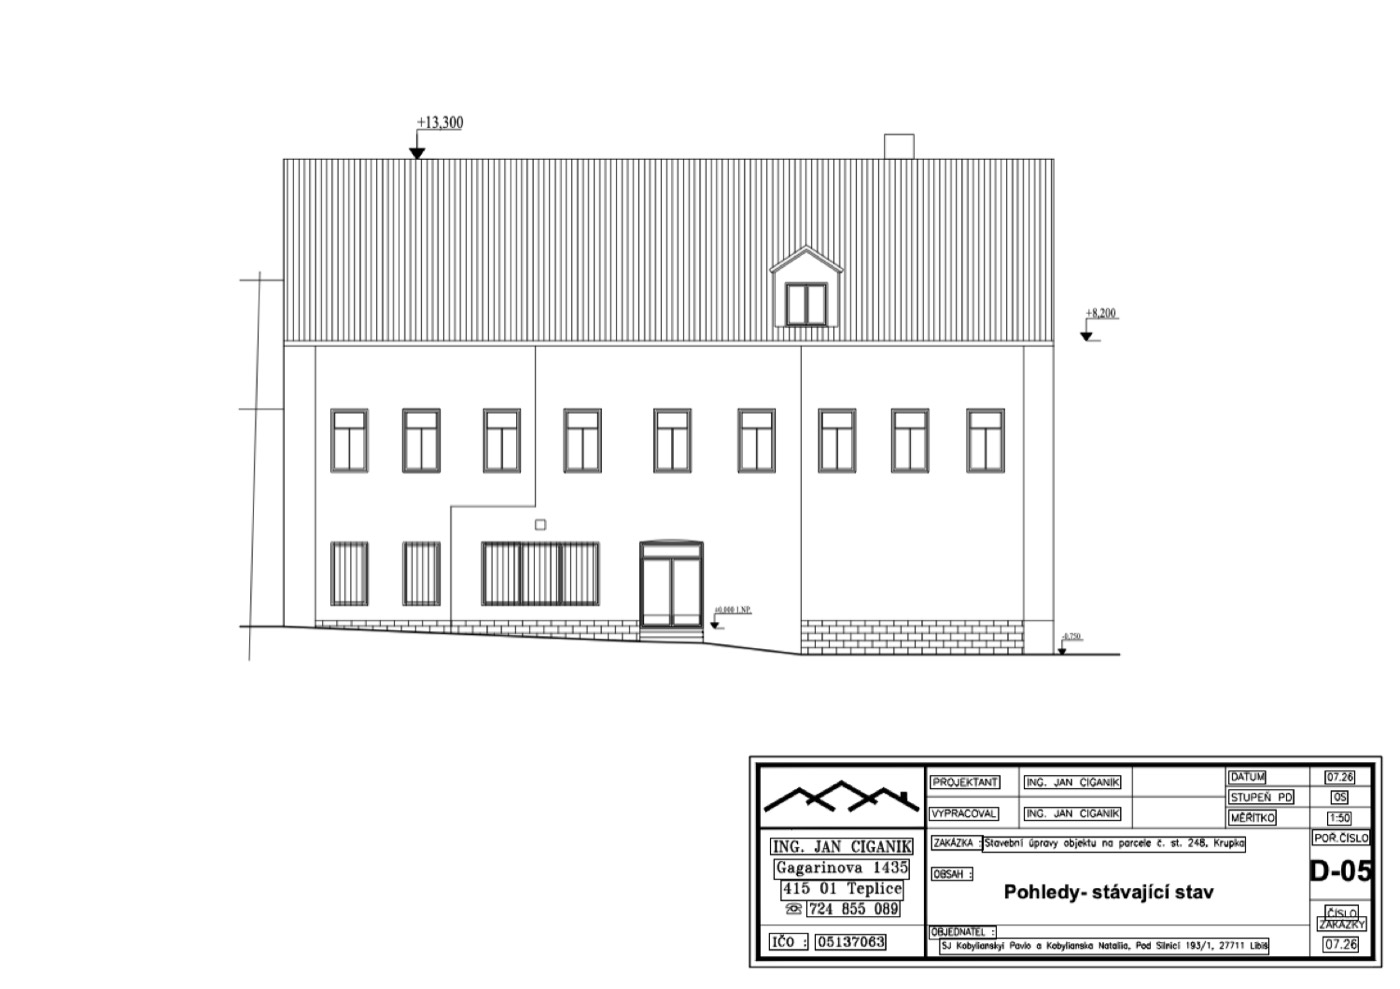 +13,300
+8,200
±0,000 1.NP.
-0,750
PROJEKTANT ING. JAN CIGANIK DATUM 07.26
STUPEŇ PD OS
VYPRACOVAL ING. JAN CIGANIK MĚŘÍTKO 1:50
ING. JAN CIGANIK
Gagarinova 1435
415 01 Teplice
☏ 724 855 089
IČO : 05137063
ZAKÁZKA : Stavební úpravy objektu na parcele č. st. 248, Krupka
OBSAH :
Pohledy- stávající stav
OBJEDNATEL :
SJ Kobylianskyi Pavlo a Kobylianska Nataliia, Pod Silnicí 193/1, 27711 Libiš
POŘ.ČÍSLO
D-05
ČÍSLO
ZAKÁZKY
07.26